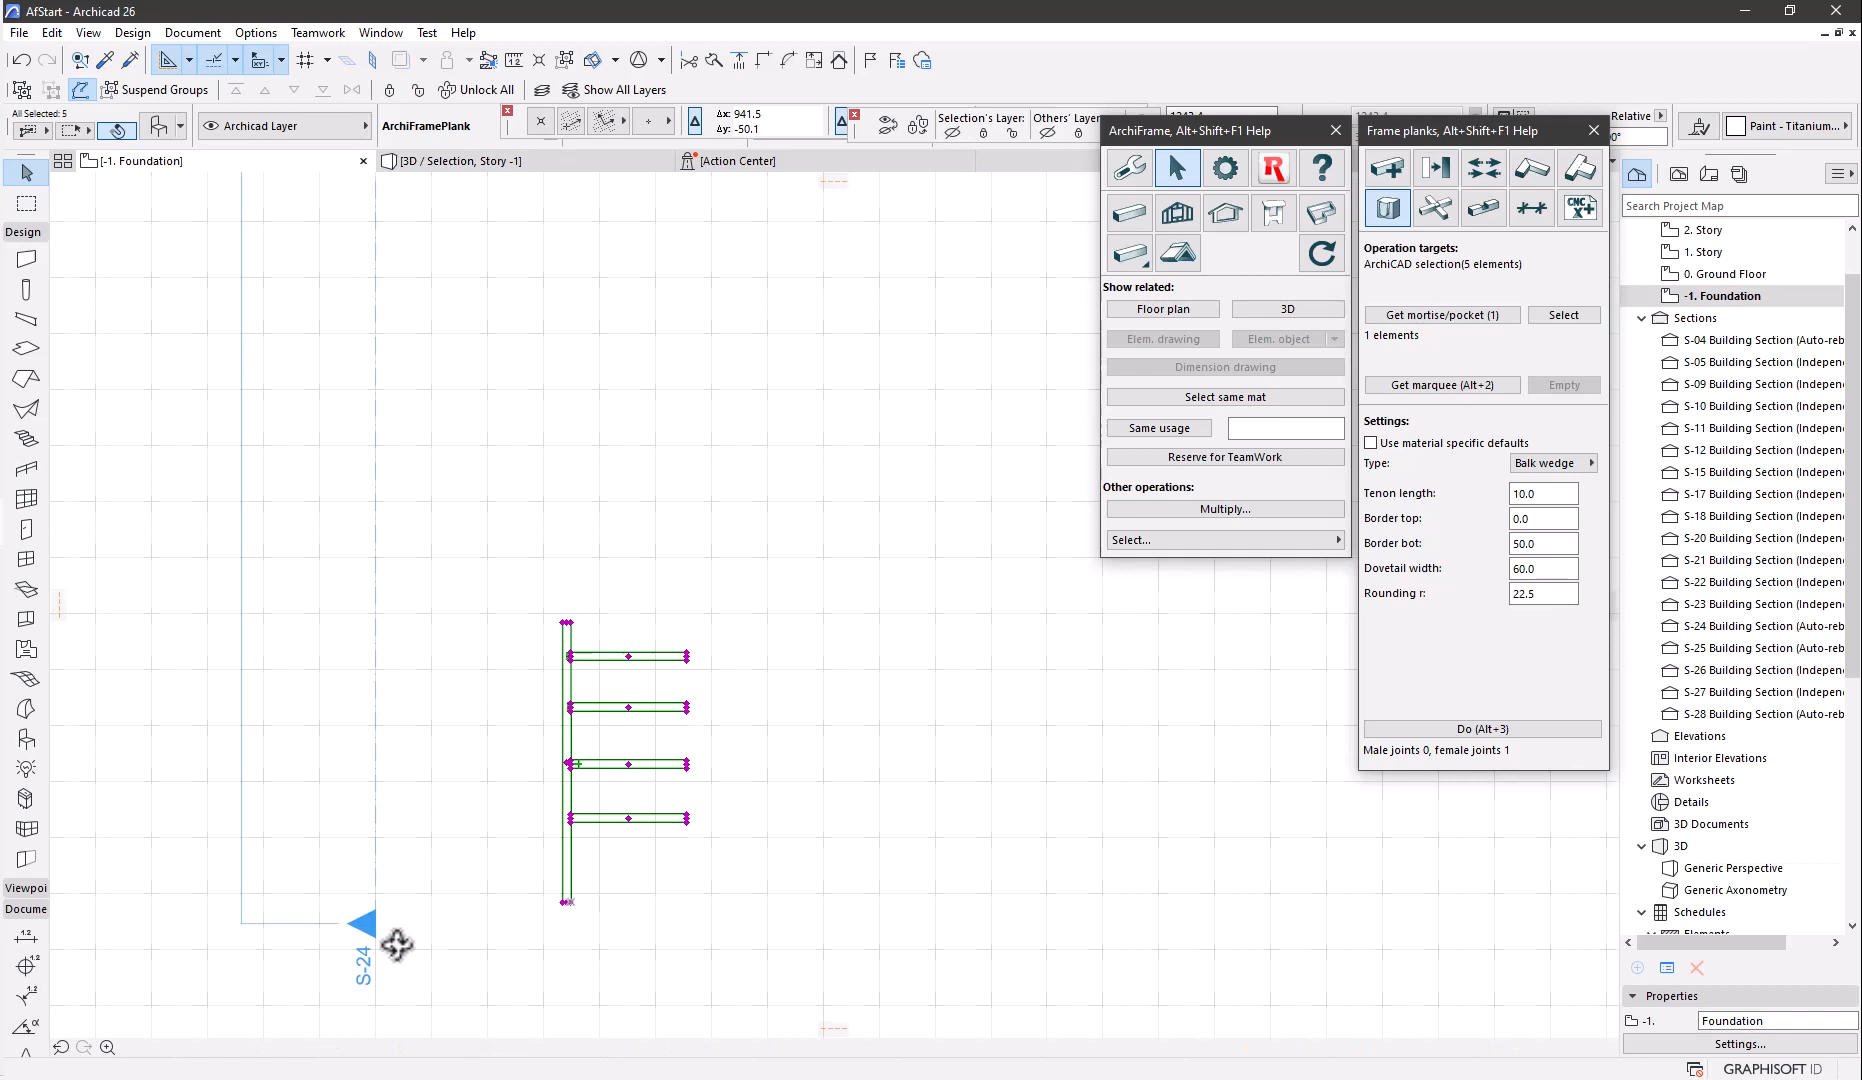 AfStart - Archicad 26
File Edit View Design Document Options Teamwork Window Test Help
Suspend Groups
Unlock All
Show All Layers
All Selected: 5
Archicad Layer
ArchiFramePlank
Δx: 941.5
Δy: -50.1
Selection's Layer:
Others' Layer
Relative
Paint - Titanium...
[-1. Foundation]
[3D / Selection, Story -1]
[Action Center]
Design
Viewpoi
Docume
S-24
ArchiFrame, Alt+Shift+F1 Help
Show related:
Floor plan
3D
Elem. drawing
Elem. object
Dimension drawing
Select same mat
Same usage
Reserve for TeamWork
Other operations:
Multiply...
Select...
Frame planks, Alt+Shift+F1 Help
CNC
X+
Operation targets:
ArchiCAD selection(5 elements)
Get mortise/pocket (1)
Select
1 elements
Get marquee (Alt+2)
Empty
Settings:
Use material specific defaults
Type:
Balk wedge
Tenon length:
10.0
Border top:
0.0
Border bot:
50.0
Dovetail width:
60.0
Rounding r:
22.5
Do (Alt+3)
Male joints 0, female joints 1
Search Project Map
2. Story
1. Story
0. Ground Floor
-1. Foundation
Sections
S-04 Building Section (Auto-reb
S-05 Building Section (Indepen
S-09 Building Section (Indepen
S-10 Building Section (Indepen
S-11 Building Section (Indepen
S-12 Building Section (Indepen
S-15 Building Section (Indepen
S-17 Building Section (Indepen
S-18 Building Section (Indepen
S-20 Building Section (Indepen
S-21 Building Section (Indepen
S-22 Building Section (Indepen
S-23 Building Section (Indepen
S-24 Building Section (Auto-reb
S-25 Building Section (Auto-reb
S-26 Building Section (Indepen
S-27 Building Section (Indepen
S-28 Building Section (Auto-reb
Elevations
Interior Elevations
Worksheets
Details
3D Documents
3D
Generic Perspective
Generic Axonometry
Schedules
Properties
-1.
Foundation
Settings...
GRAPHISOFT ID